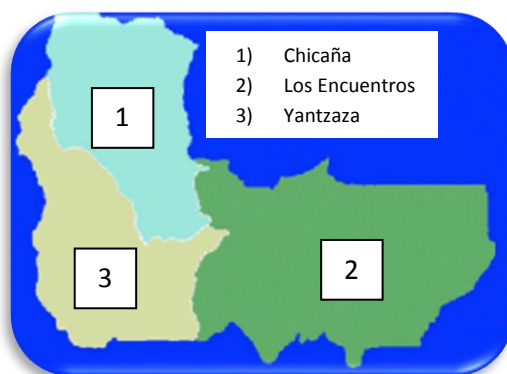 1) Chicaña
2) Los Encuentros
3) Yantzaza
1
3
2